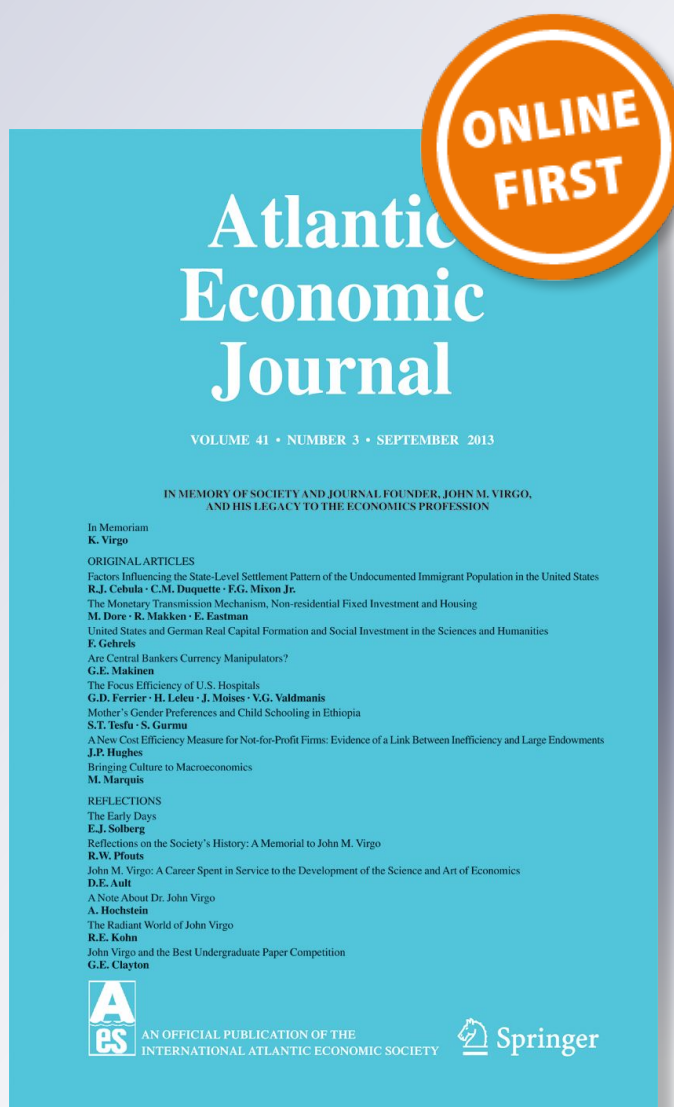 ONLINE
FIRST
Atlantic
Economic
Journal
VOLUME 41 • NUMBER 3 • SEPTEMBER 2013
IN MEMORY OF SOCIETY AND JOURNAL FOUNDER, JOHN M. VIRGO,
AND HIS LEGACY TO THE ECONOMICS PROFESSION
In Memoriam
K. Virgo
ORIGINAL ARTICLES
Factors Influencing the State-Level Settlement Pattern of the Undocumented Immigrant Population in the United States
R.J. Cebula · C.M. Duquette · F.G. Mixon Jr.
The Monetary Transmission Mechanism, Non-residential Fixed Investment and Housing
M. Dore · R. Makken · E. Eastman
United States and German Real Capital Formation and Social Investment in the Sciences and Humanities
F. Gehrels
Are Central Bankers Currency Manipulators?
G.E. Makinen
The Focus Efficiency of U.S. Hospitals
G.D. Ferrier · H. Leleu · J. Moises · V.G. Valdmanis
Mother's Gender Preferences and Child Schooling in Ethiopia
S.T. Tesfu · S. Gurmu
A New Cost Efficiency Measure for Not-for-Profit Firms: Evidence of a Link Between Inefficiency and Large Endowments
J.P. Hughes
Bringing Culture to Macroeconomics
M. Marquis
REFLECTIONS
The Early Days
E.J. Solberg
Reflections on the Society's History: A Memorial to John M. Virgo
R.W. Pfouts
John M. Virgo: A Career Spent in Service to the Development of the Science and Art of Economics
D.E. Ault
A Note About Dr. John Virgo
A. Hochstein
The Radiant World of John Virgo
R.E. Kohn
John Virgo and the Best Undergraduate Paper Competition
G.E. Clayton
A
es
AN OFFICIAL PUBLICATION OF THE
INTERNATIONAL ATLANTIC ECONOMIC SOCIETY
Springer